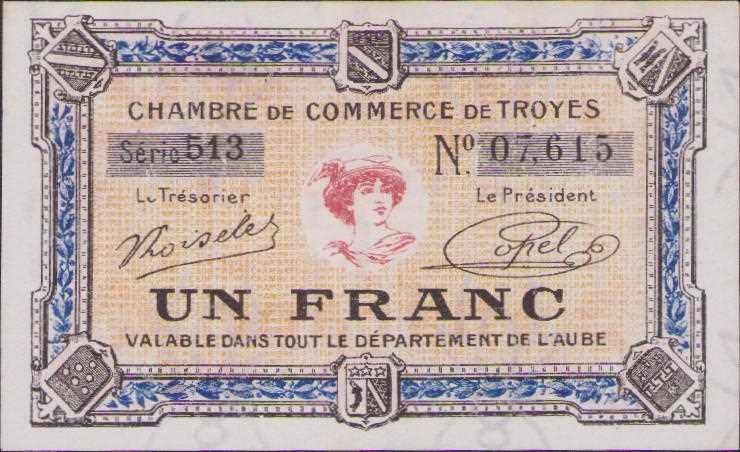 CHAMBRE DE COMMERCE DE TROYES
Série 513 Nº 07,615
Le Trésorier Le Président
UN FRANC
VALABLE DANS TOUT LE DÉPARTEMENT DE L'AUBE